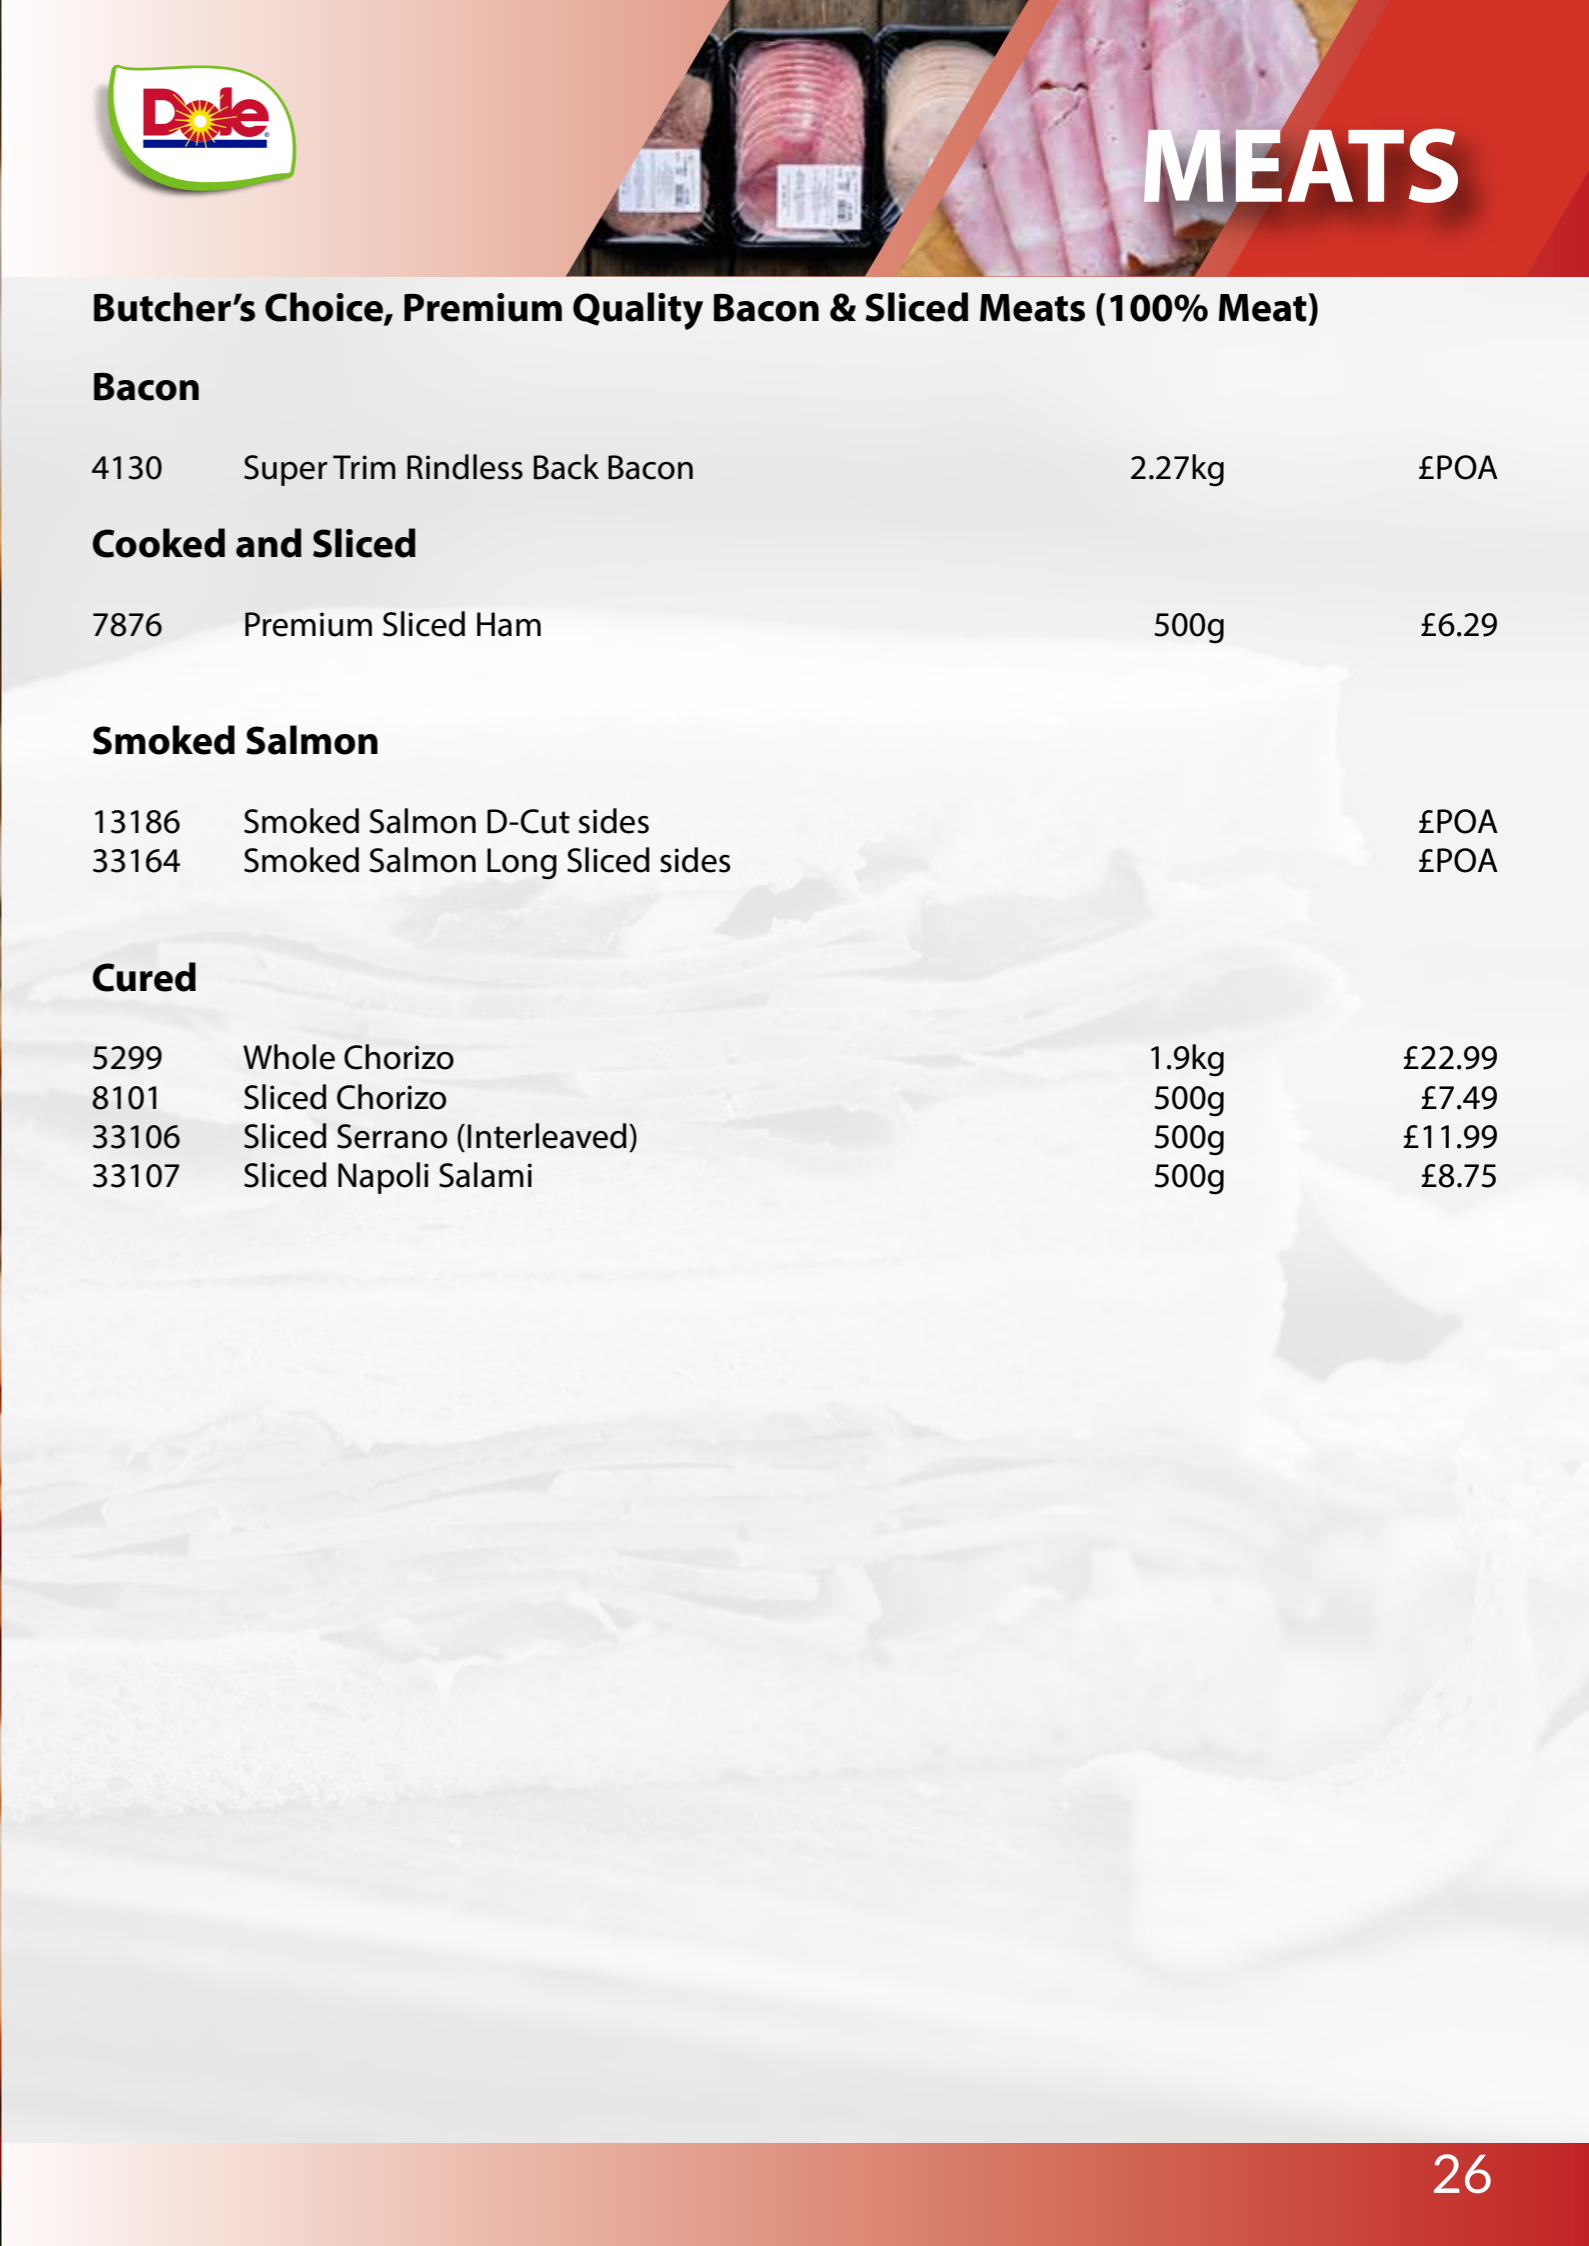 Dole
MEATS
Butcher’s Choice, Premium Quality Bacon & Sliced Meats (100% Meat)
Bacon
4130 Super Trim Rindless Back Bacon 2.27kg £POA
Cooked and Sliced
7876 Premium Sliced Ham 500g £6.29
Smoked Salmon
13186 Smoked Salmon D-Cut sides £POA
33164 Smoked Salmon Long Sliced sides £POA
Cured
5299 Whole Chorizo 1.9kg £22.99
8101 Sliced Chorizo 500g £7.49
33106 Sliced Serrano (Interleaved) 500g £11.99
33107 Sliced Napoli Salami 500g £8.75
26